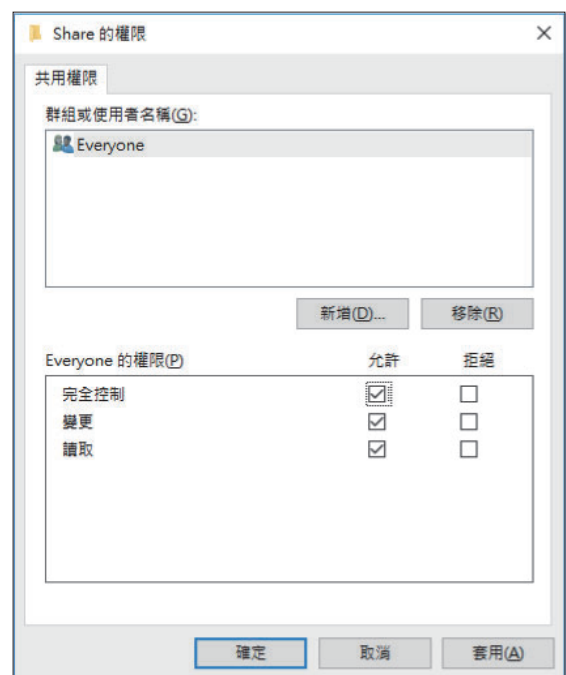 Share 的權限
共用權限
群組或使用者名稱(G):
Everyone
新增(D)... 移除(R)
Everyone 的權限(P) 允許 拒絕
完全控制
變更
讀取
確定 取消 套用(A)